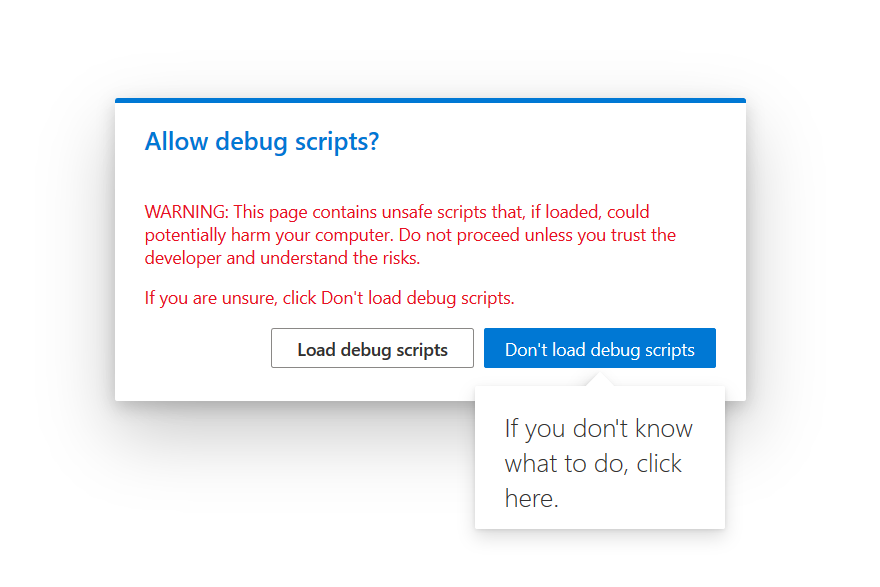 Allow debug scripts?
WARNING: This page contains unsafe scripts that, if loaded, could
potentially harm your computer. Do not proceed unless you trust the
developer and understand the risks.
If you are unsure, click Don't load debug scripts.
Load debug scripts
Don't load debug scripts
If you don't know
what to do, click
here.